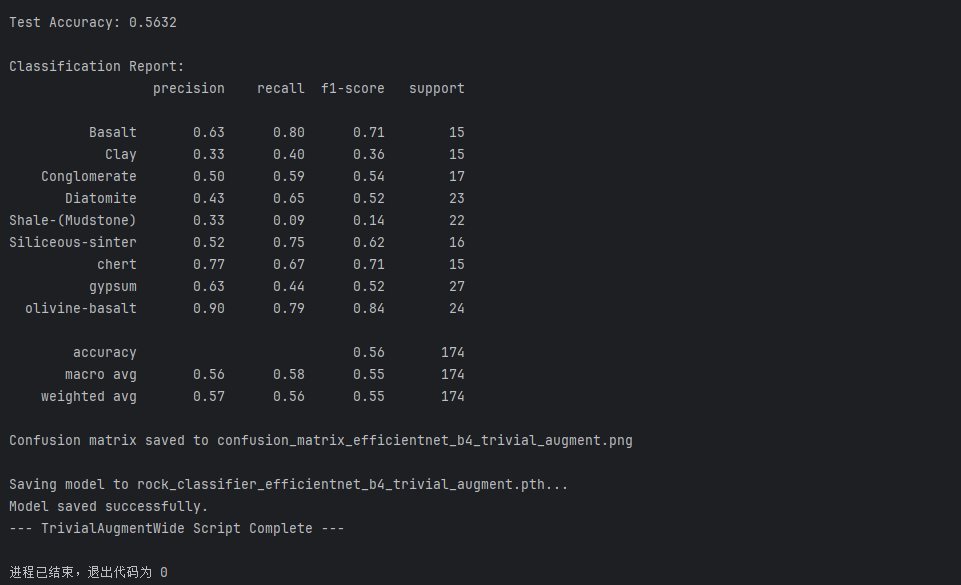 Test Accuracy: 0.5632
Classification Report:
precision recall f1-score support
Basalt 0.63 0.80 0.71 15
Clay 0.33 0.40 0.36 15
Conglomerate 0.50 0.59 0.54 17
Diatomite 0.43 0.65 0.52 23
Shale-(Mudstone) 0.33 0.09 0.14 22
Siliceous-sinter 0.52 0.75 0.62 16
chert 0.77 0.67 0.71 15
gypsum 0.63 0.44 0.52 27
olivine-basalt 0.90 0.79 0.84 24
accuracy 0.56 174
macro avg 0.56 0.58 0.55 174
weighted avg 0.57 0.56 0.55 174
Confusion matrix saved to confusion_matrix_efficientnet_b4_trivial_augment.png
Saving model to rock_classifier_efficientnet_b4_trivial_augment.pth...
Model saved successfully.
--- TrivialAugmentWide Script Complete ---
进程已结束，退出代码为 0